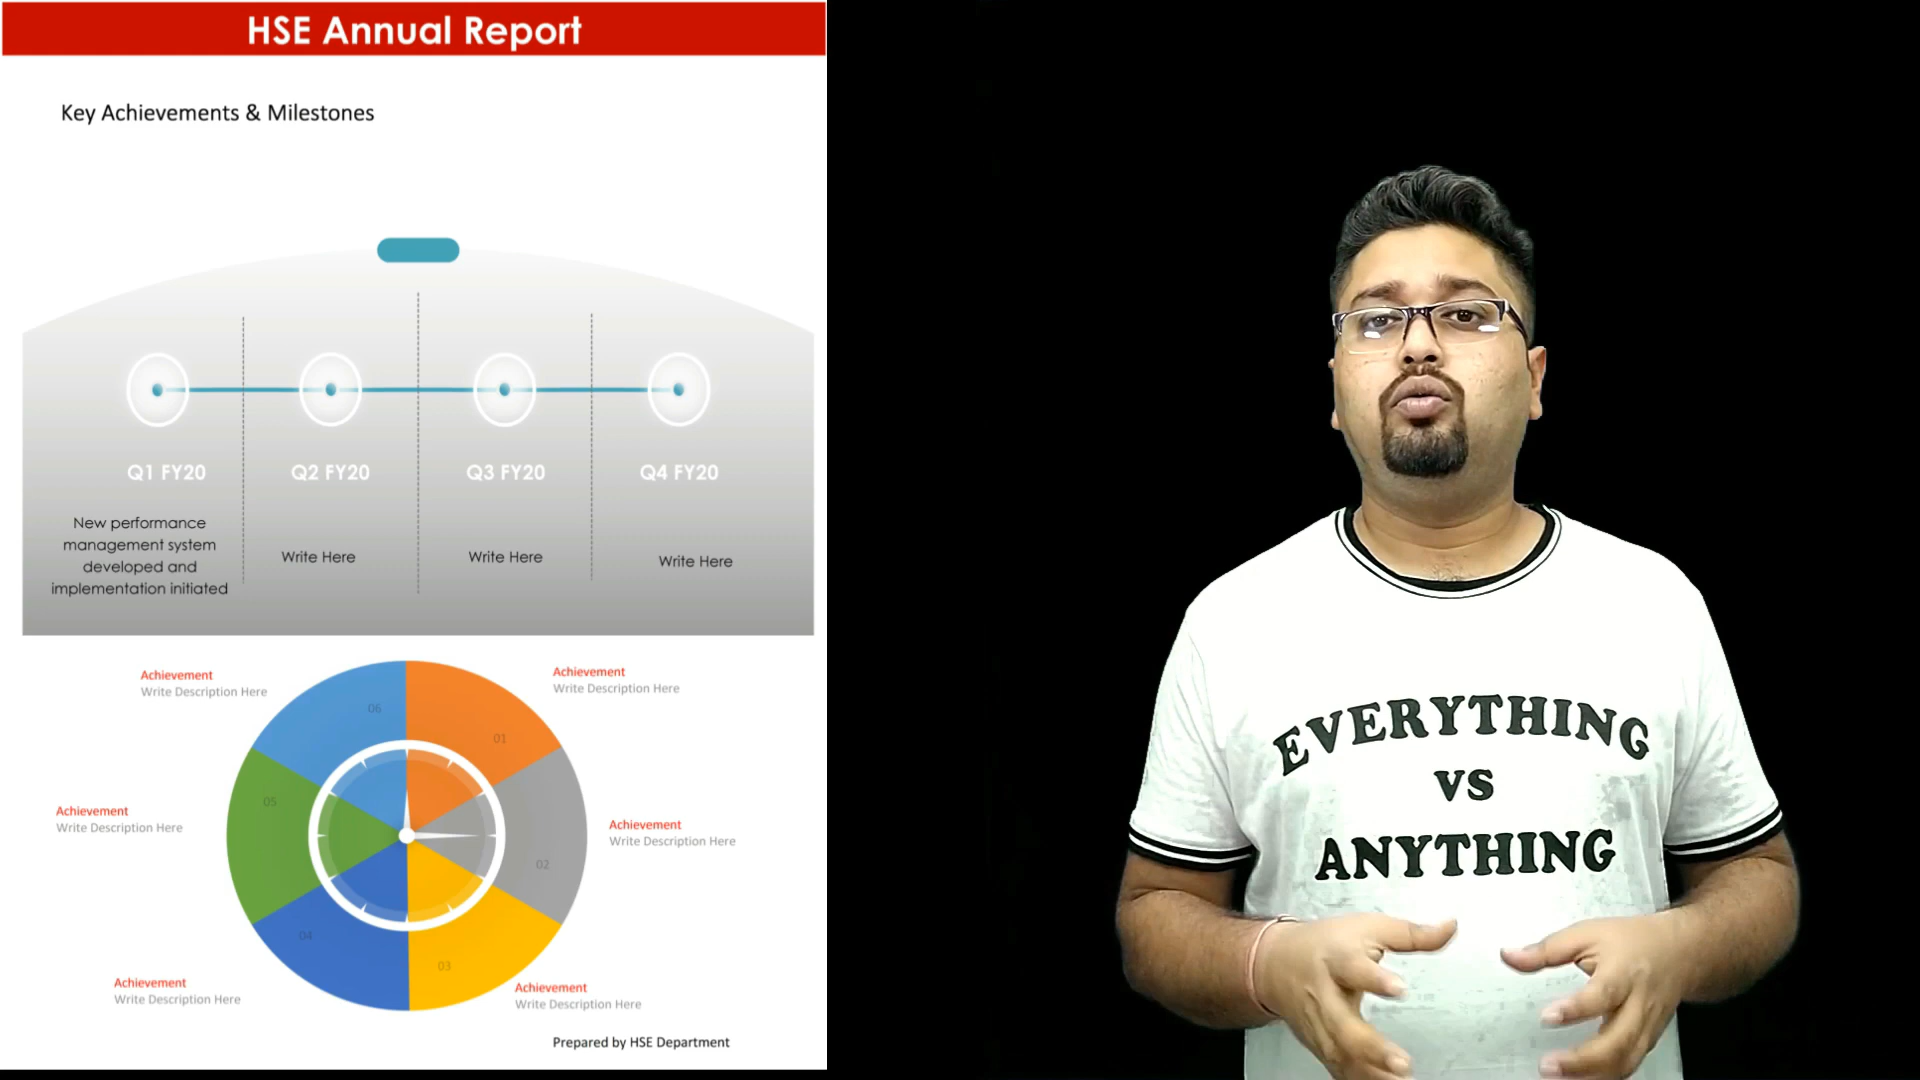 HSE Annual Report
Key Achievements & Milestones
Q1 FY20
Q2 FY20
Q3 FY20
Q4 FY20
New performance
management system
developed and
implementation initiated
Write Here
Write Here
Write Here
Achievement
Write Description Here
Achievement
Write Description Here
06
01
Achievement
Write Description Here
05
Achievement
Write Description Here
02
04
03
Achievement
Write Description Here
Achievement
Write Description Here
Prepared by HSE Department
EVERYTHING
VS
ANYTHING